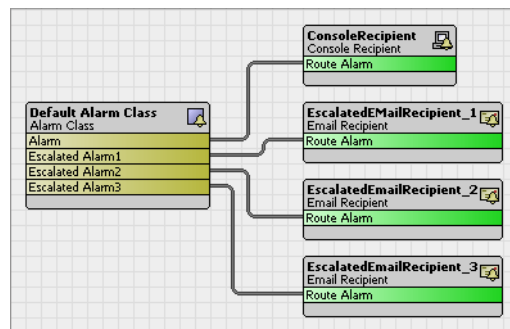 ConsoleRecipient
Console Recipient
Route Alarm
Default Alarm Class
Alarm Class
Alarm
Escalated Alarm1
Escalated Alarm2
Escalated Alarm3
EscalatedEMailRecipient_1
Email Recipient
Route Alarm
EscalatedEmailRecipient_2
Email Recipient
Route Alarm
EscalatedEmailRecipient_3
Email Recipient
Route Alarm